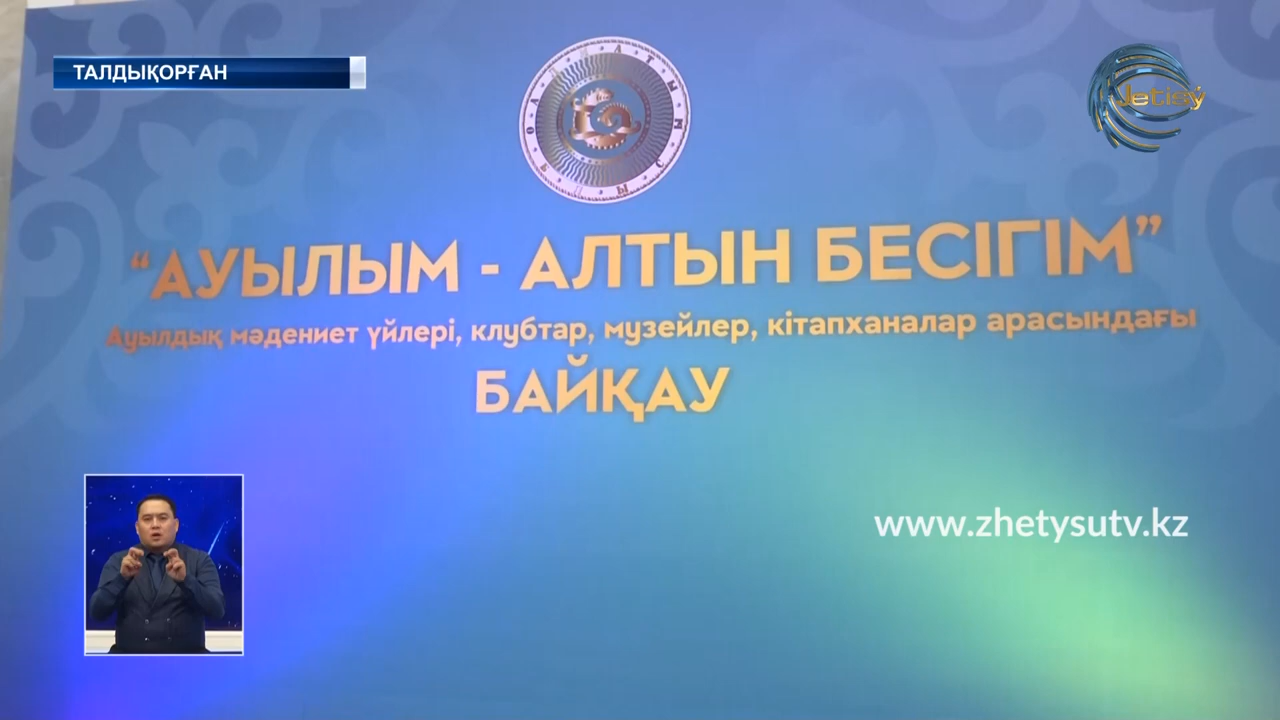 ТАЛДЫҚОРҒАН
Jetisý
“АУЫЛЫМ - АЛТЫН БЕСІГІМ”
Ауылдық мәдениет үйлері, клубтар, музейлер, кітапханалар арасындағы
БАЙҚАУ
www.zhetysutv.kz